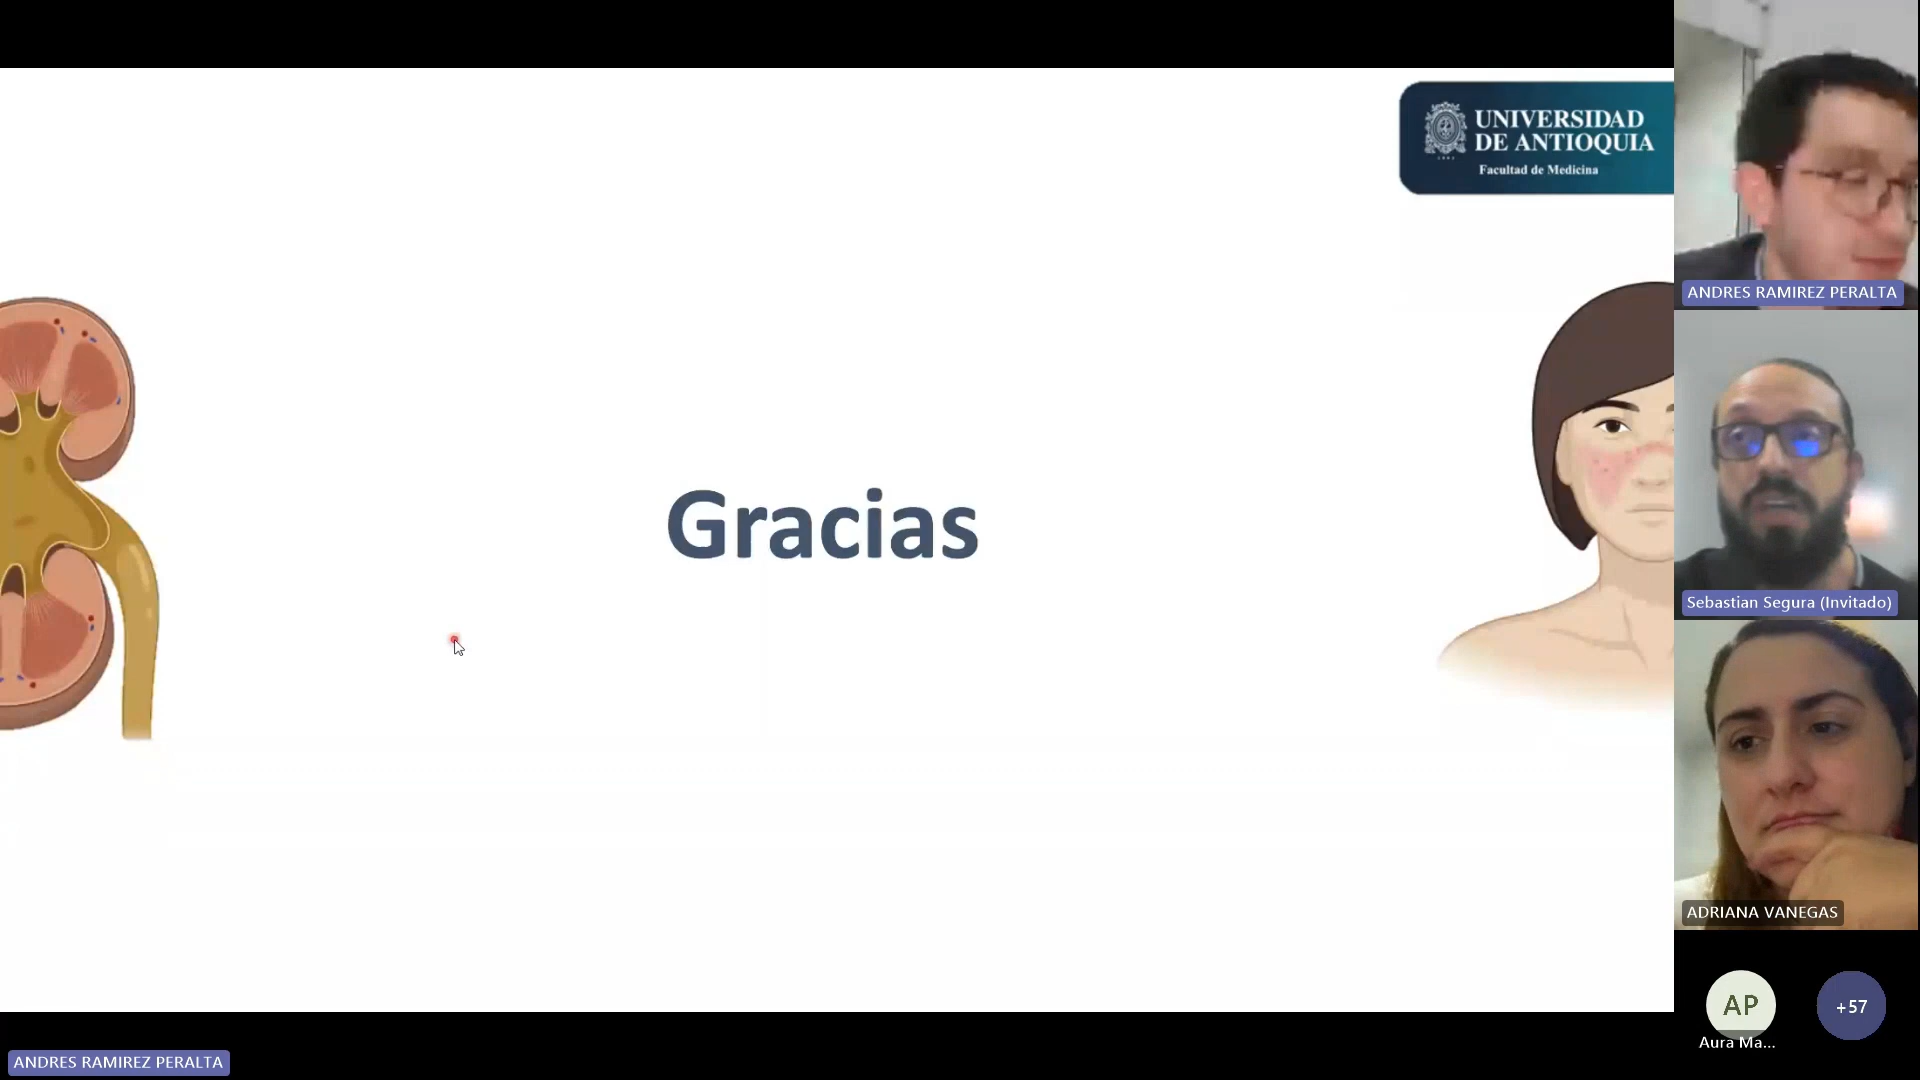 UNIVERSIDAD
DE ANTIOQUIA
Facultad de Medicina
Gracias
ANDRES RAMIREZ PERALTA
Sebastian Segura (Invitado)
ADRIANA VANEGAS
AP
Aura Ma...
+57
ANDRES RAMIREZ PERALTA